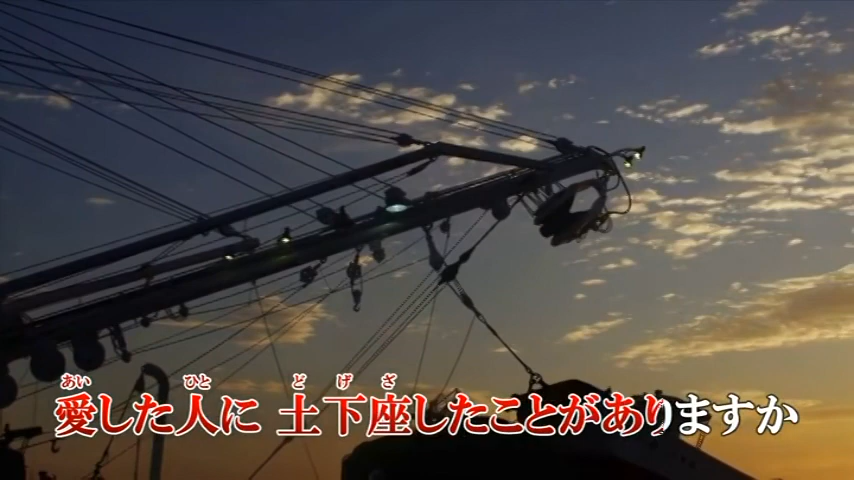 あい ひと ど げ ざ
愛した人に 土下座したことがありますか